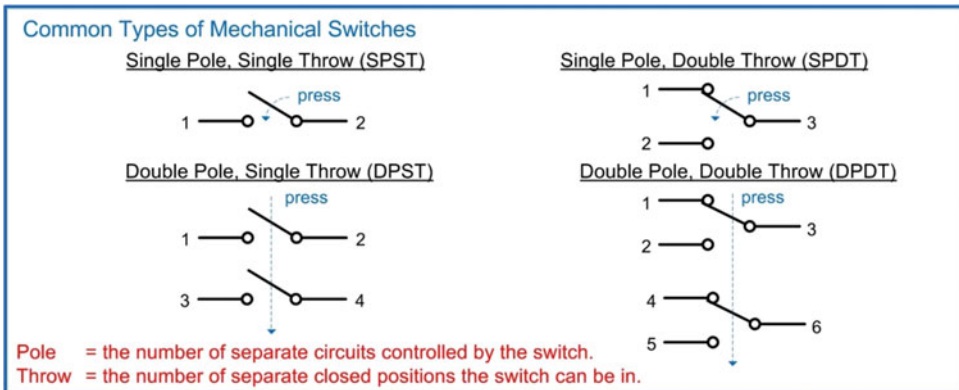 Common Types of Mechanical Switches
Single Pole, Single Throw (SPST)
press
1
2
Single Pole, Double Throw (SPDT)
1
press
3
2
Double Pole, Single Throw (DPST)
press
1
2
3
4
Double Pole, Double Throw (DPDT)
1
press
3
2
4
6
5
Pole = the number of separate circuits controlled by the switch.
Throw = the number of separate closed positions the switch can be in.